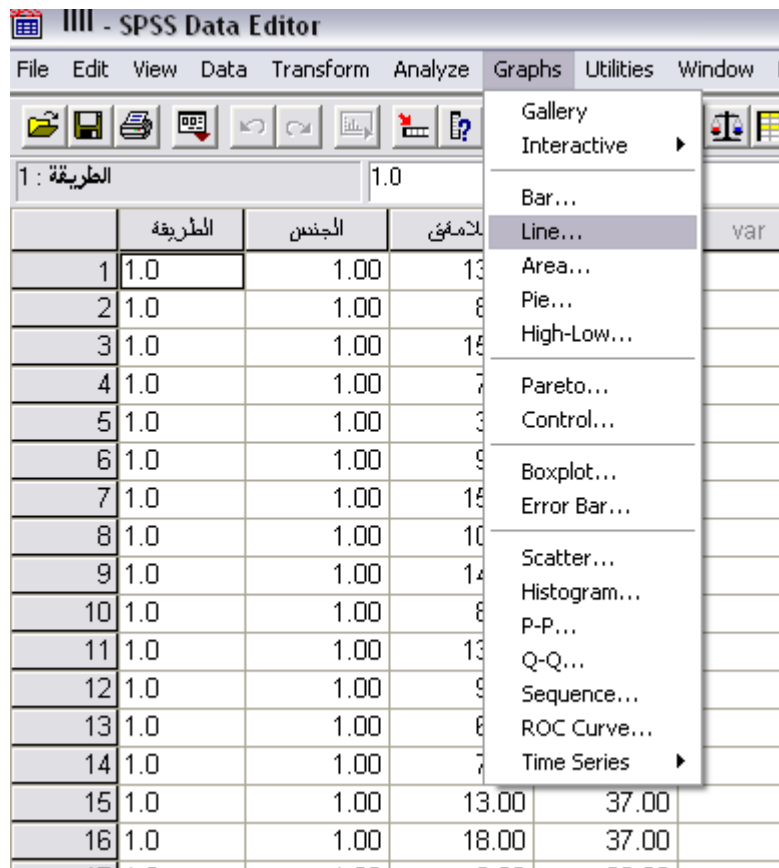 IIII - SPSS Data Editor
File Edit View Data Transform Analyze Graphs Utilities Window
1 : الطريقة 1.0
الطريقة الجنس var
1 1.0 1.00
2 1.0 1.00
3 1.0 1.00
4 1.0 1.00
5 1.0 1.00
6 1.0 1.00
7 1.0 1.00
8 1.0 1.00
9 1.0 1.00
10 1.0 1.00
11 1.0 1.00
12 1.0 1.00
13 1.0 1.00
14 1.0 1.00
15 1.0 1.00 13.00 37.00
16 1.0 1.00 18.00 37.00
Gallery
Interactive
Bar...
Line...
Area...
Pie...
High-Low...
Pareto...
Control...
Boxplot...
Error Bar...
Scatter...
Histogram...
P-P...
Q-Q...
Sequence...
ROC Curve...
Time Series